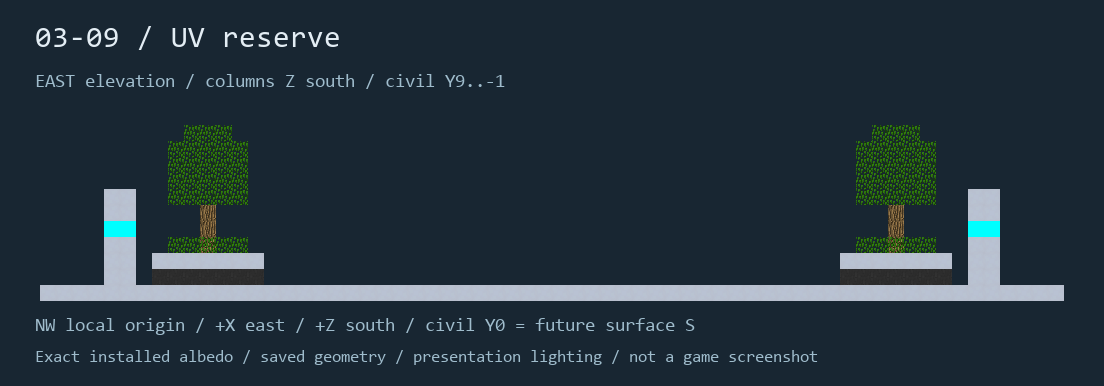 03-09 / UV reserve
EAST elevation / columns Z south / civil Y9..-1
NW local origin / +X east / +Z south / civil Y0 = future surface S
Exact installed albedo / saved geometry / presentation lighting / not a game screenshot